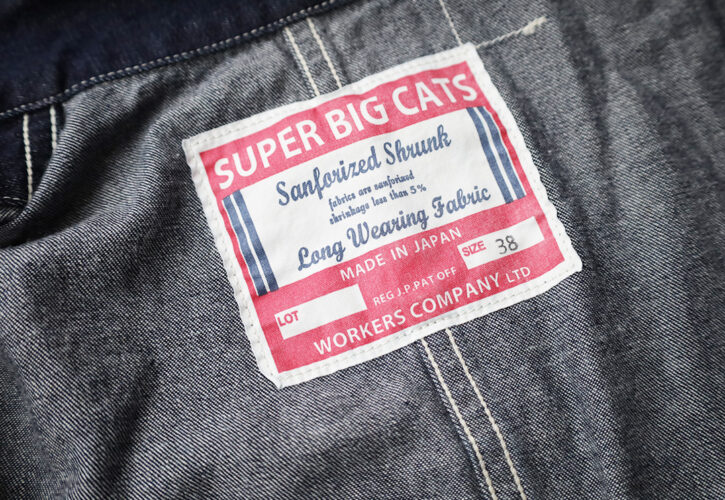 SUPER BIG CATS
Sanforized Shrunk
fabrics are sanforized
shrinkage less than 5%
Long Wearing Fabric
MADE IN JAPAN
LOT
REG J.P.PAT OFF
SIZE 38
WORKERS COMPANY LTD